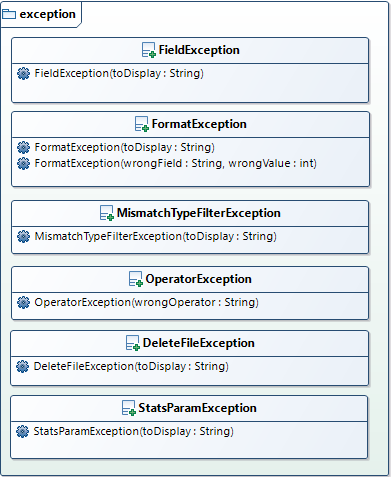 exception
FieldException
FieldException(toDisplay : String)
FormatException
FormatException(toDisplay : String)
FormatException(wrongField : String, wrongValue : int)
MismatchTypeFilterException
MismatchTypeFilterException(toDisplay : String)
OperatorException
OperatorException(wrongOperator : String)
DeleteFileException
DeleteFileException(toDisplay : String)
StatsParamException
StatsParamException(toDisplay : String)